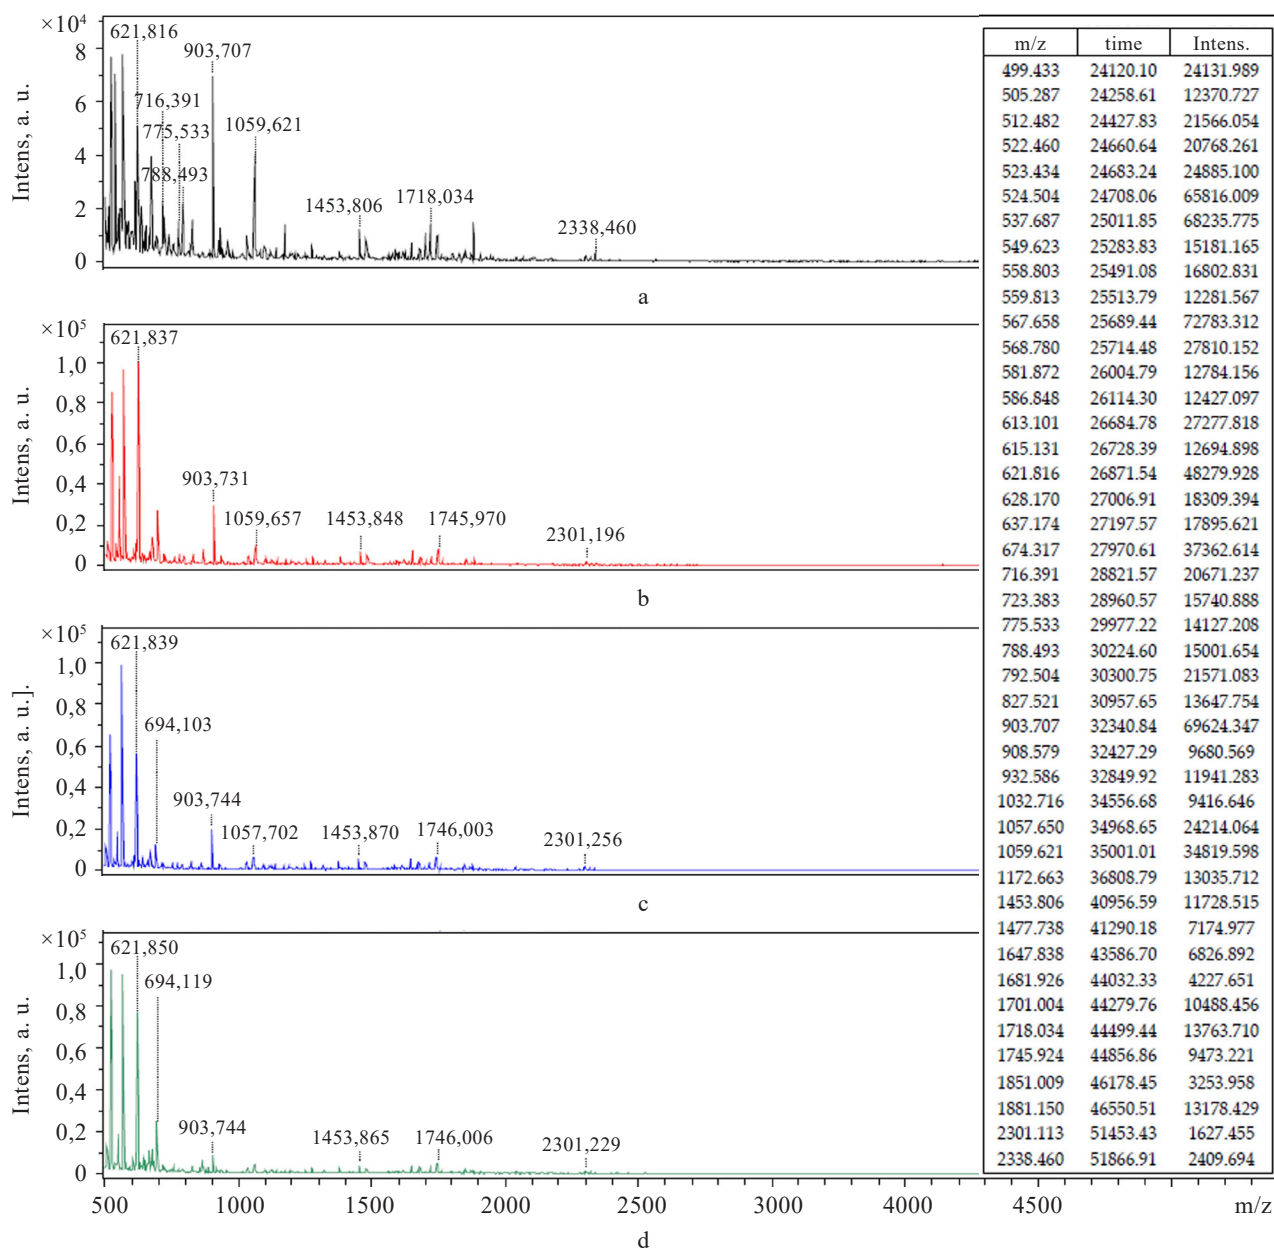 ×10⁴
Intens, a. u.
8
6
4
2
0
621,816
903,707
716,391
775,533
788,493
1059,621
1453,806
1718,034
2338,460
a
×10⁵
Intens, a. u.
1,0
0,8
0,6
0,4
0,2
0
621,837
903,731
1059,657
1453,848
1745,970
2301,196
b
×10⁵
Intens, a. u.].
1,0
0,8
0,6
0,4
0,2
0
621,839
694,103
903,744
1057,702
1453,870
1746,003
2301,256
c
×10⁵
Intens, a. u.
1,0
0,8
0,6
0,4
0,2
0
621,850
694,119
903,744
1453,865
1746,006
2301,229
500 1000 1500 2000 2500 3000 3500 4000 4500 m/z
d
m/z time Intens.
499.433 24120.10 24131.989
505.287 24258.61 12370.727
512.482 24427.83 21566.054
522.460 24660.64 20768.261
523.434 24683.24 24885.100
524.504 24708.06 65816.009
537.687 25011.85 68235.775
549.623 25283.83 15181.165
558.803 25491.08 16802.831
559.813 25513.79 12281.567
567.658 25689.44 72783.312
568.780 25714.48 27810.152
581.872 26004.79 12784.156
586.848 26114.30 12427.097
613.101 26684.78 27277.818
615.131 26728.39 12694.898
621.816 26871.54 48279.928
628.170 27006.91 18309.394
637.174 27197.57 17895.621
674.317 27970.61 37362.614
716.391 28821.57 20671.237
723.383 28960.57 15740.888
775.533 29977.22 14127.208
788.493 30224.60 15001.654
792.504 30300.75 21571.083
827.521 30957.65 13647.754
903.707 32340.84 69624.347
908.579 32427.29 9680.569
932.586 32849.92 11941.283
1032.716 34556.68 9416.646
1057.650 34968.65 24214.064
1059.621 35001.01 34819.598
1172.663 36808.79 13035.712
1453.806 40956.59 11728.515
1477.738 41290.18 7174.977
1647.838 43586.70 6826.892
1681.926 44032.33 4227.651
1701.004 44279.76 10488.456
1718.034 44499.44 13763.710
1745.924 44856.86 9473.221
1851.009 46178.45 3253.958
1881.150 46550.51 13178.429
2301.113 51453.43 1627.455
2338.460 51866.91 2409.694